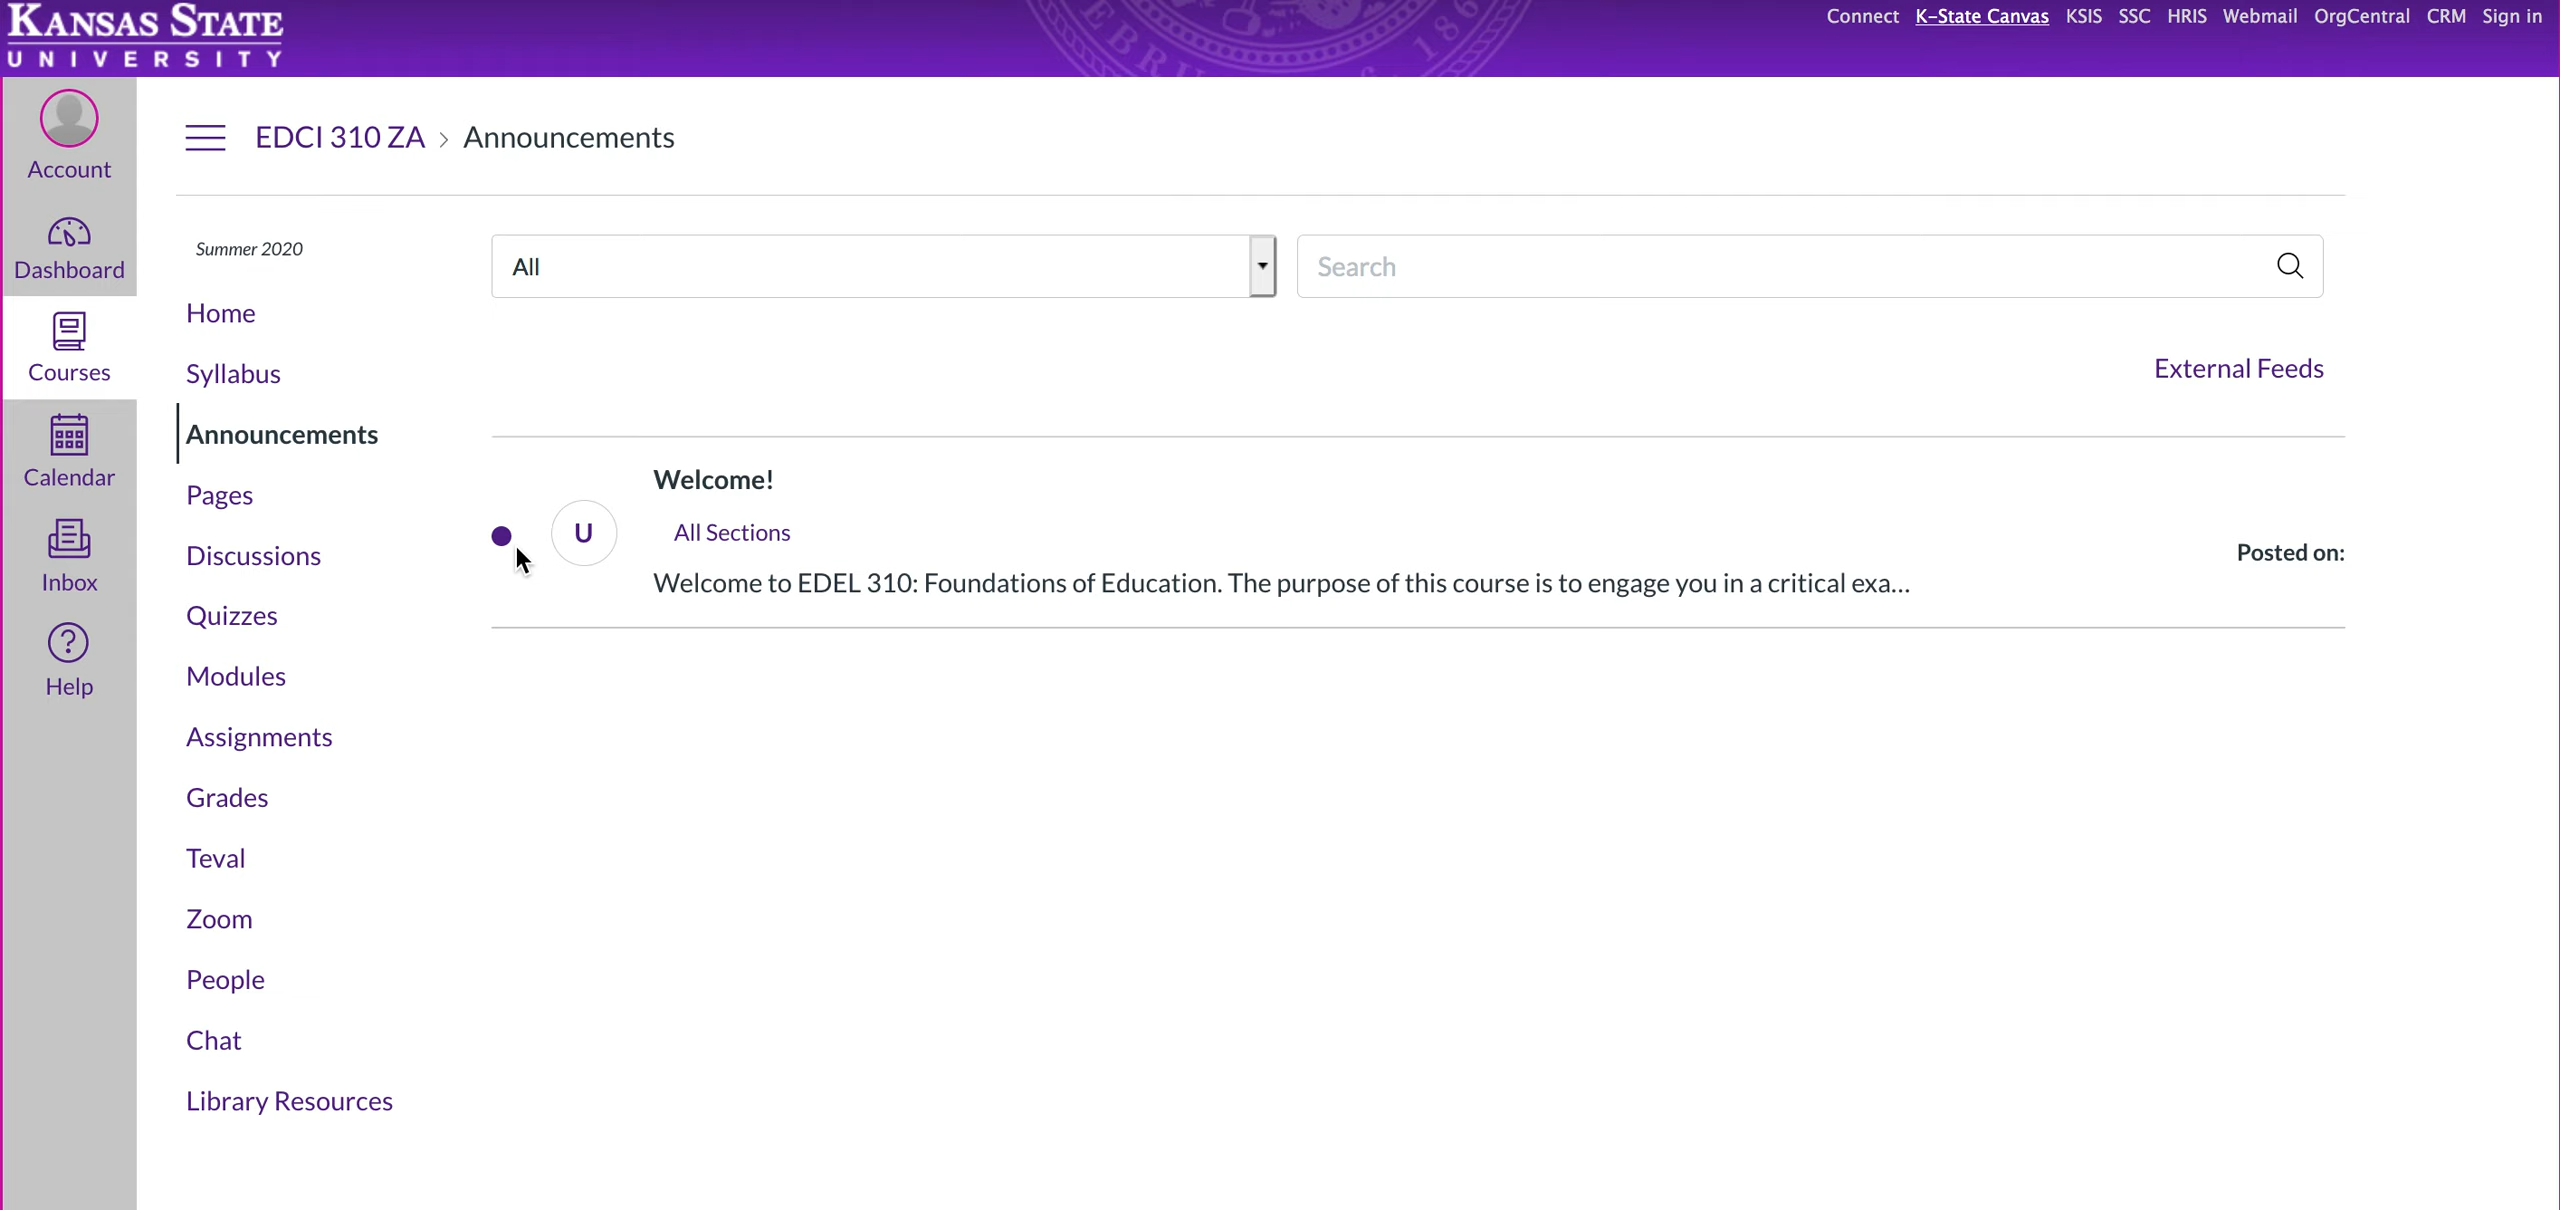 KANSAS STATE
UNIVERSITY
Connect K-State Canvas KSIS SSC HRIS Webmail OrgCentral CRM Sign in
Account
Dashboard
Courses
Calendar
Inbox
Help
EDCI 310 ZA > Announcements
Summer 2020
Home
Syllabus
Announcements
Pages
Discussions
Quizzes
Modules
Assignments
Grades
Teval
Zoom
People
Chat
Library Resources
All
Search
External Feeds
Welcome!
U
All Sections
Welcome to EDEL 310: Foundations of Education. The purpose of this course is to engage you in a critical exa...
Posted on: